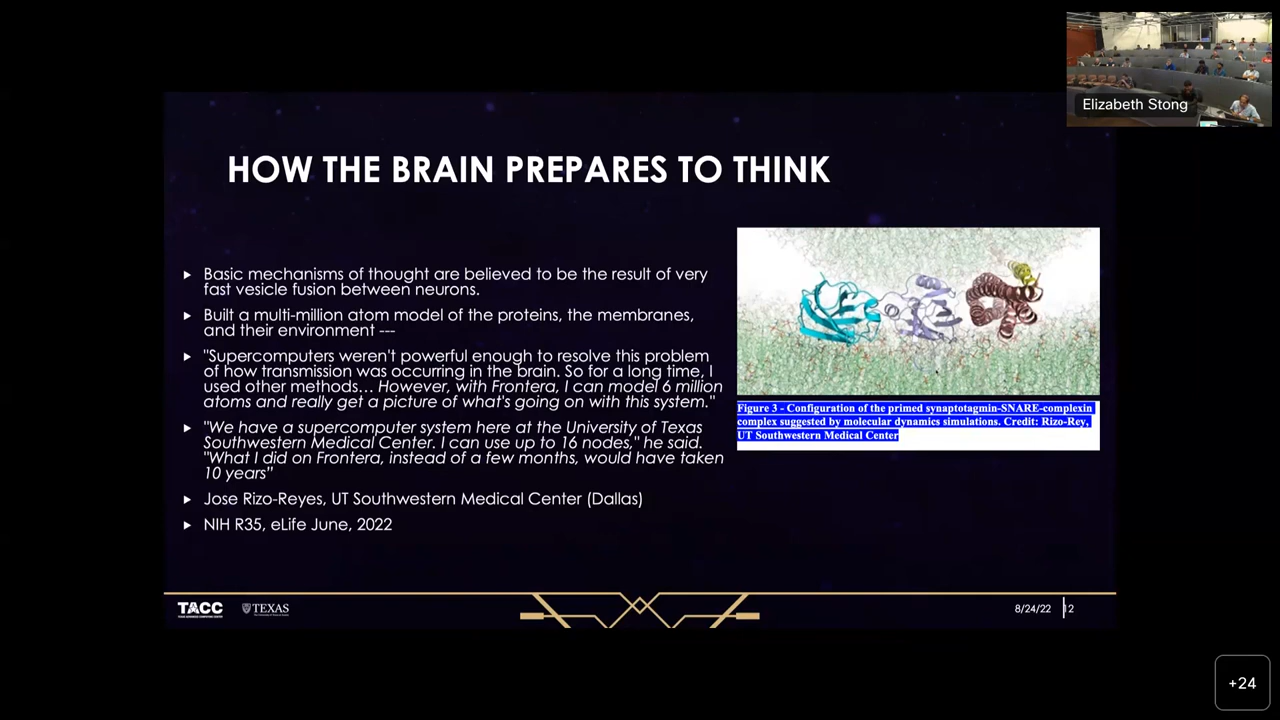 Elizabeth Stong
HOW THE BRAIN PREPARES TO THINK
Basic mechanisms of thought are believed to be the result of very
fast vesicle fusion between neurons.
Built a multi-million atom model of the proteins, the membranes,
and their environment ---
"Supercomputers weren't powerful enough to resolve this problem
of how transmission was occurring in the brain. So for a long time, I
used other methods… However, with Frontera, I can model 6 million
atoms and really get a picture of what's going on with this system."
"We have a supercomputer system here at the University of Texas
Southwestern Medical Center. I can use up to 16 nodes," he said.
"What I did on Frontera, instead of a few months, would have taken
10 years"
Jose Rizo-Reyes, UT Southwestern Medical Center (Dallas)
NIH R35, eLife June, 2022
Figure 3 - Configuration of the primed synaptotagmin-SNARE-complexin
complex suggested by molecular dynamics simulations. Credit: Rizo-Rey,
UT Southwestern Medical Center
TACC
TEXAS
8/24/22
12
+24